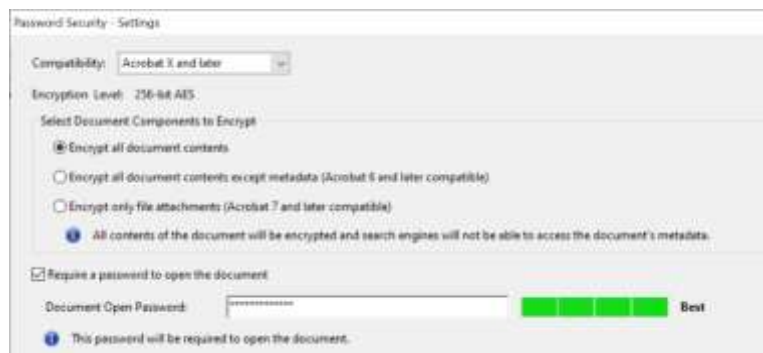 Password Security - Settings
Compatibility: Acrobat X and later
Encryption Level: 256-bit AES
Select Document Components to Encrypt
Encrypt all document contents
Encrypt all document contents except metadata (Acrobat 6 and later compatible)
Encrypt only file attachments (Acrobat 7 and later compatible)
All contents of the document will be encrypted and search engines will not be able to access the document's metadata.
Require a password to open the document
Document Open Password: ************* Best
This password will be required to open the document.